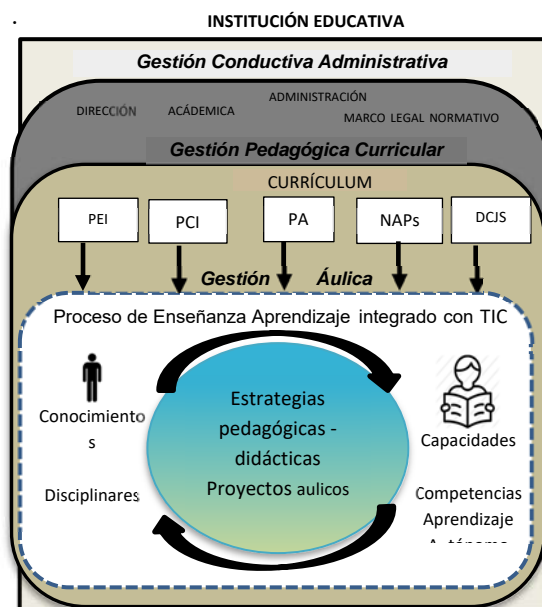 .
INSTITUCIÓN EDUCATIVA
Gestión Conductiva Administrativa
ADMINISTRACIÓN
DIRECCIÓN ACÁDEMICA
MARCO LEGAL NORMATIVO
Gestión Pedagógica Curricular
CURRÍCULUM
PEI PCI PA NAPs DCJS
Gestión Áulica
Proceso de Enseñanza Aprendizaje integrado con TIC
Conocimiento
s
Disciplinares
Estrategias
pedagógicas -
didácticas
Proyectos aulicos
Capacidades
Competencias
Aprendizaje